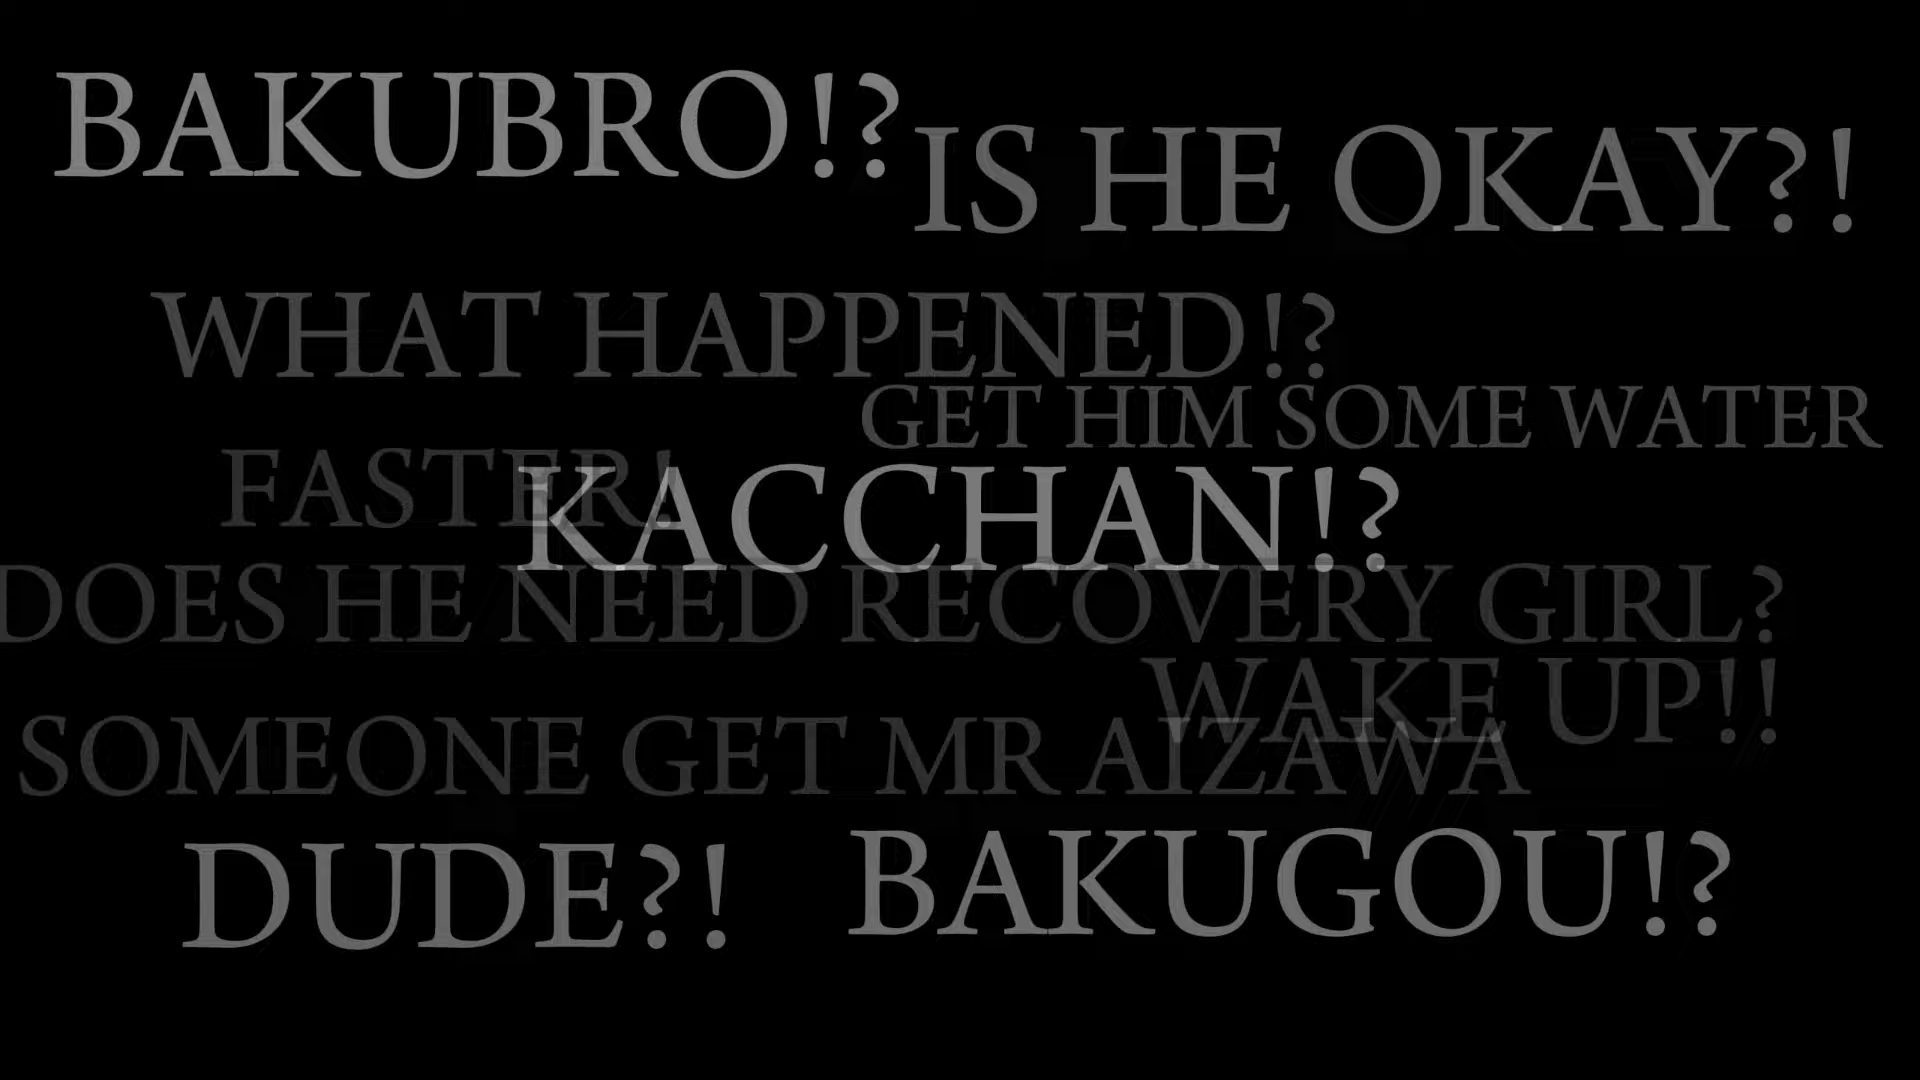 BAKUBRO!?
IS HE OKAY?!
WHAT HAPPENED!?
GET HIM SOME WATER
FASTER!
KACCHAN!?
DOES HE NEED RECOVERY GIRL?
WAKE UP!!
SOMEONE GET MR AIZAWA
DUDE?!
BAKUGOU!?